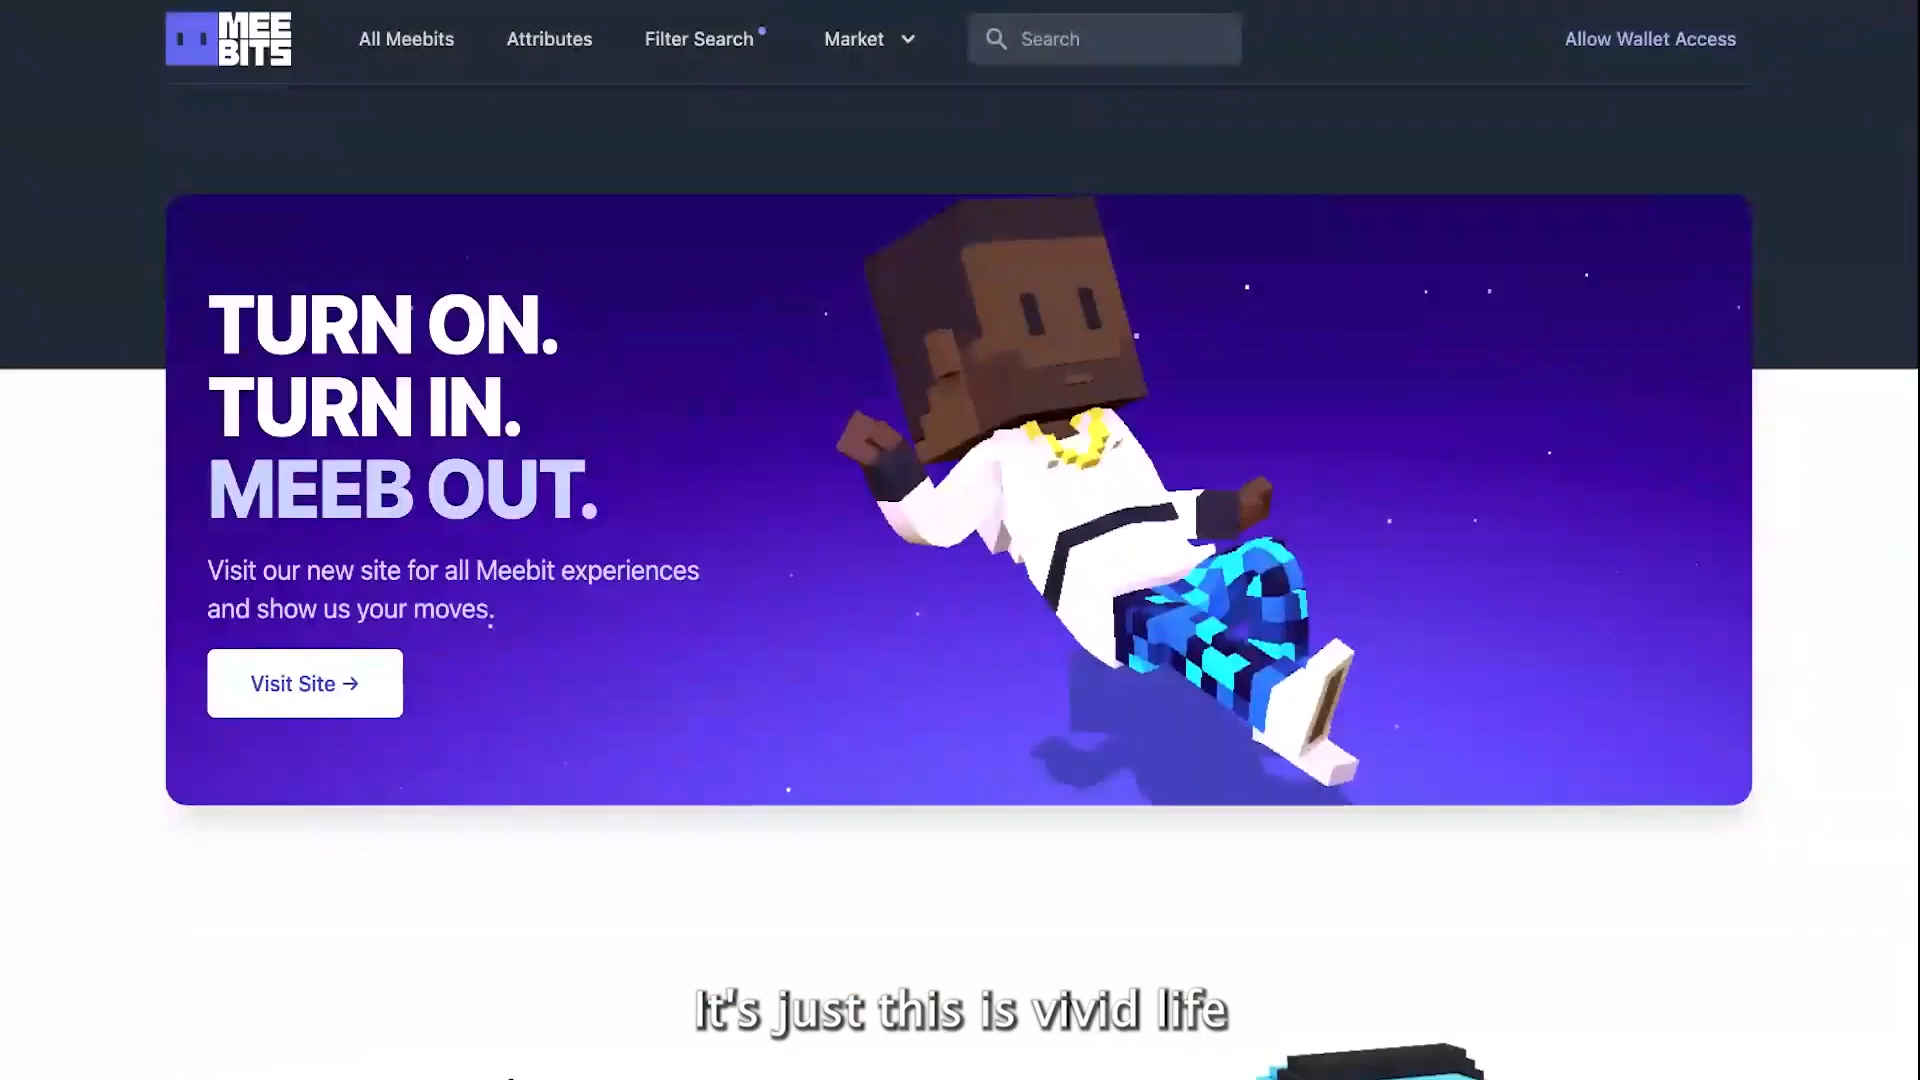 MEE
BITS
All Meebits
Attributes
Filter Search
Market
Search
Allow Wallet Access
TURN ON.
TURN IN.
MEEB OUT.
Visit our new site for all Meebit experiences
and show us your moves.
Visit Site →
It's just this is vivid life